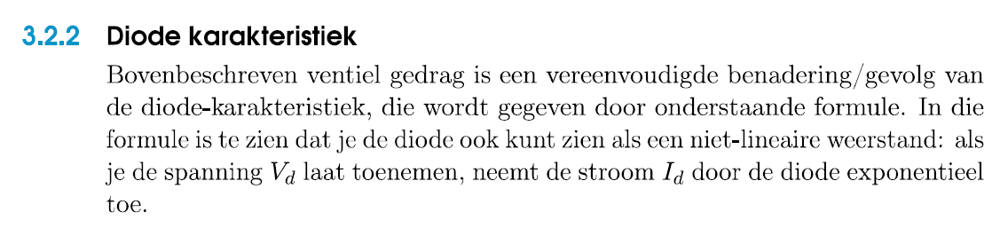 3.2.2 Diode karakteristiek
Bovenbeschreven ventiel gedrag is een vereenvoudigde benadering/gevolg van
de diode-karakteristiek, die wordt gegeven door onderstaande formule. In die
formule is te zien dat je de diode ook kunt zien als een niet-lineaire weerstand: als
je de spanning V_d laat toenemen, neemt de stroom I_d door de diode exponentieel
toe.